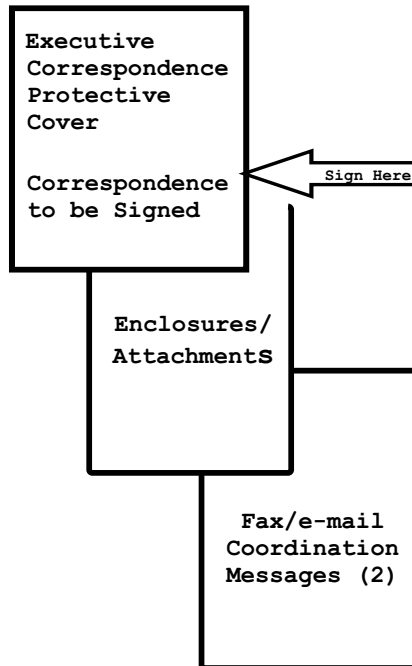 Executive
Correspondence
Protective
Cover
Correspondence
to be Signed
Sign Here
Enclosures/
Attachments
Fax/e-mail
Coordination
Messages (2)